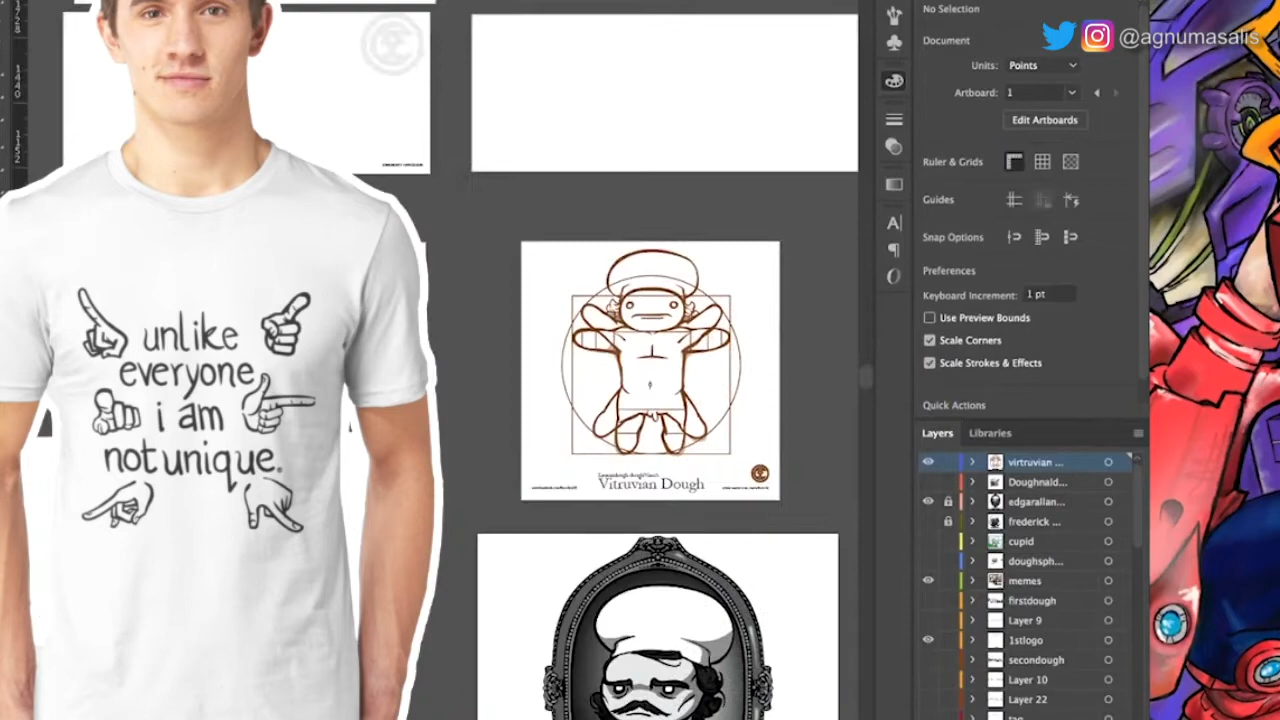 No Selection
@agnumasalis
Document
Units: Points
Artboard: 1
Edit Artboards
Ruler & Grids
Guides
Snap Options
Preferences
Keyboard Increment: 1 pt
Use Preview Bounds
Scale Corners
Scale Strokes & Effects
Quick Actions
Layers Libraries
virtruvian ...
Doughnald...
edgarallan...
frederick ...
cupid
doughsph...
memes
firstdough
Layer 9
1stlogo
secondough
Layer 10
Layer 22
unlike
everyone
i am
not unique.
Vitruvian Dough